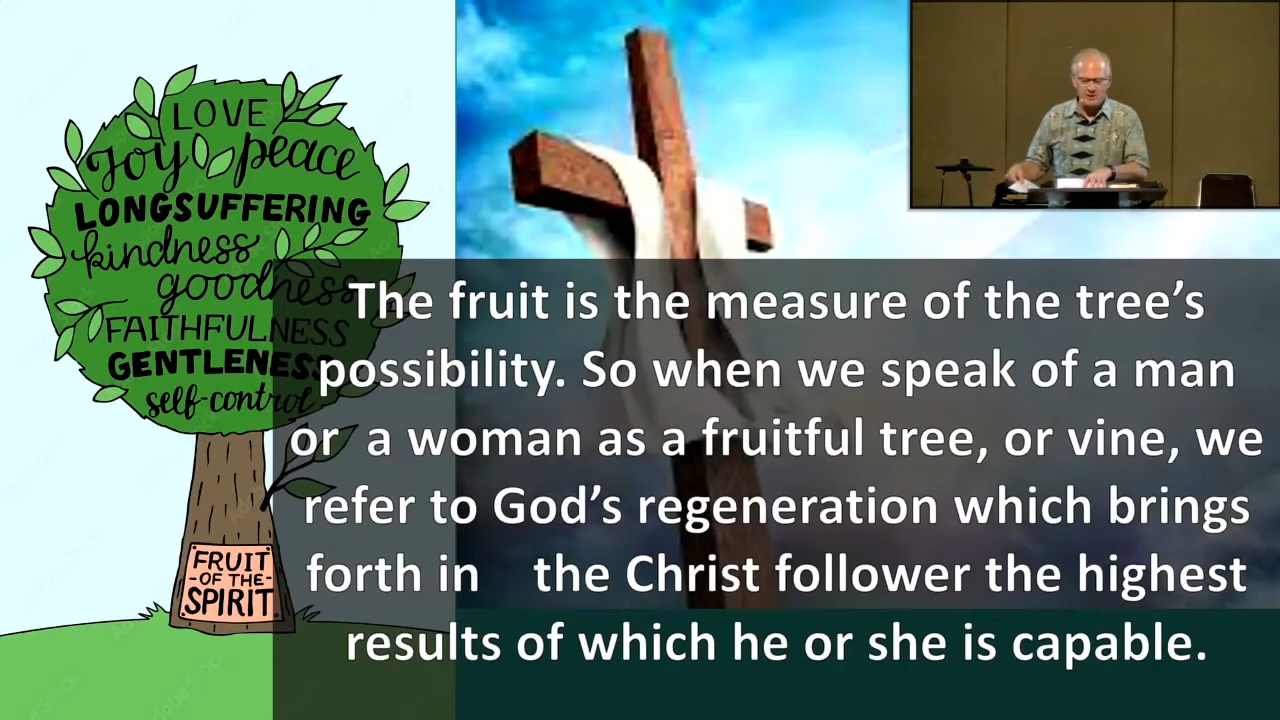 LOVE
Joy peace
LONGSUFFERING
kindness
goodness
FAITHFULNESS
GENTLENESS
self-control
FRUIT
-OF THE-
SPIRIT
The fruit is the measure of the tree’s
possibility. So when we speak of a man
or a woman as a fruitful tree, or vine, we
refer to God’s regeneration which brings
forth in the Christ follower the highest
results of which he or she is capable.